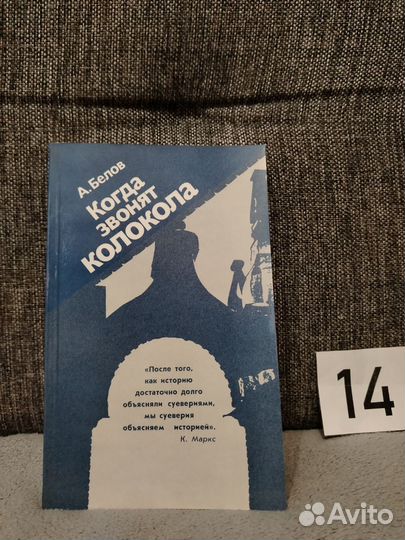 А.Белов
Когда
звонят
колокола
«После того,
как историю
достаточно долго
объясняли суевериями,
мы суеверия
объясняем историей».
К. Маркс
14
Avito